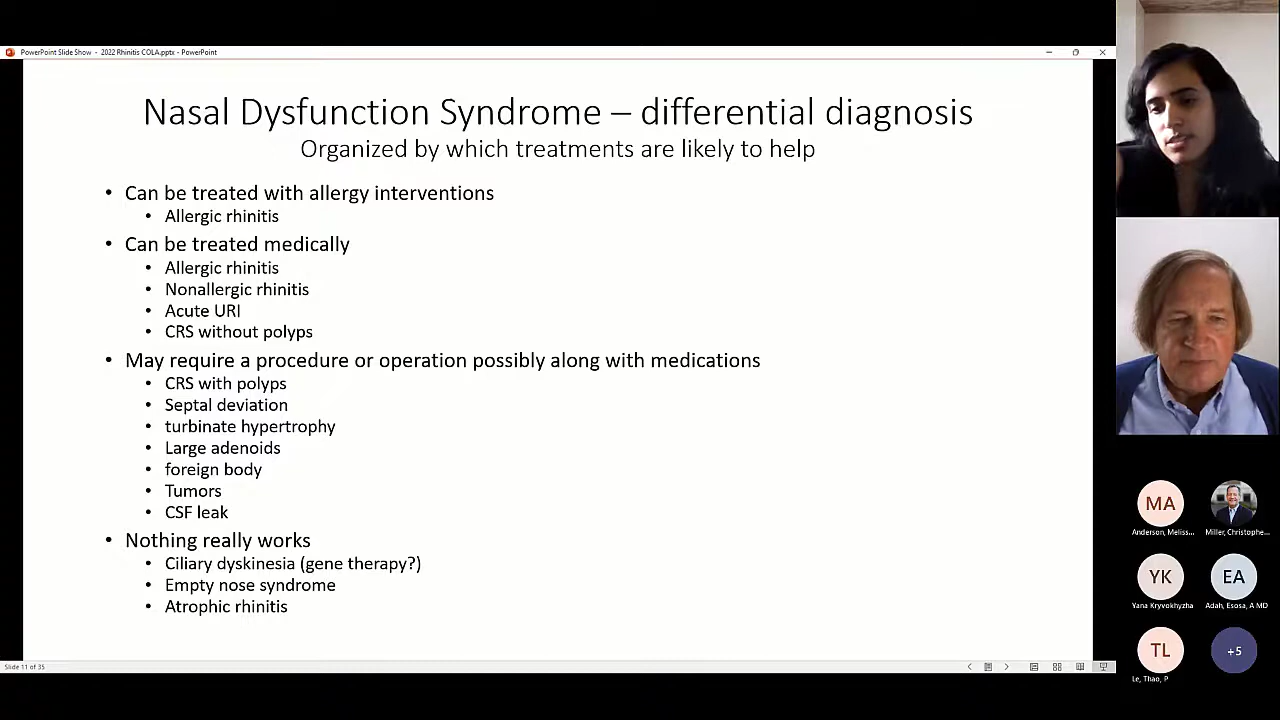 PowerPoint Slide Show - 2022 Rhinitis COLA.pptx - PowerPoint
Nasal Dysfunction Syndrome – differential diagnosis
Organized by which treatments are likely to help
• Can be treated with allergy interventions
• Allergic rhinitis
• Can be treated medically
• Allergic rhinitis
• Nonallergic rhinitis
• Acute URI
• CRS without polyps
• May require a procedure or operation possibly along with medications
• CRS with polyps
• Septal deviation
• turbinate hypertrophy
• Large adenoids
• foreign body
• Tumors
• CSF leak
• Nothing really works
• Ciliary dyskinesia (gene therapy?)
• Empty nose syndrome
• Atrophic rhinitis
Slide 11 of 35
MA
Anderson, Meliss...
Miller, Christophe...
YK
Yana Kryvokhyzha
EA
Adah, Esosa, A MD
TL
Le, Thao, P
+5